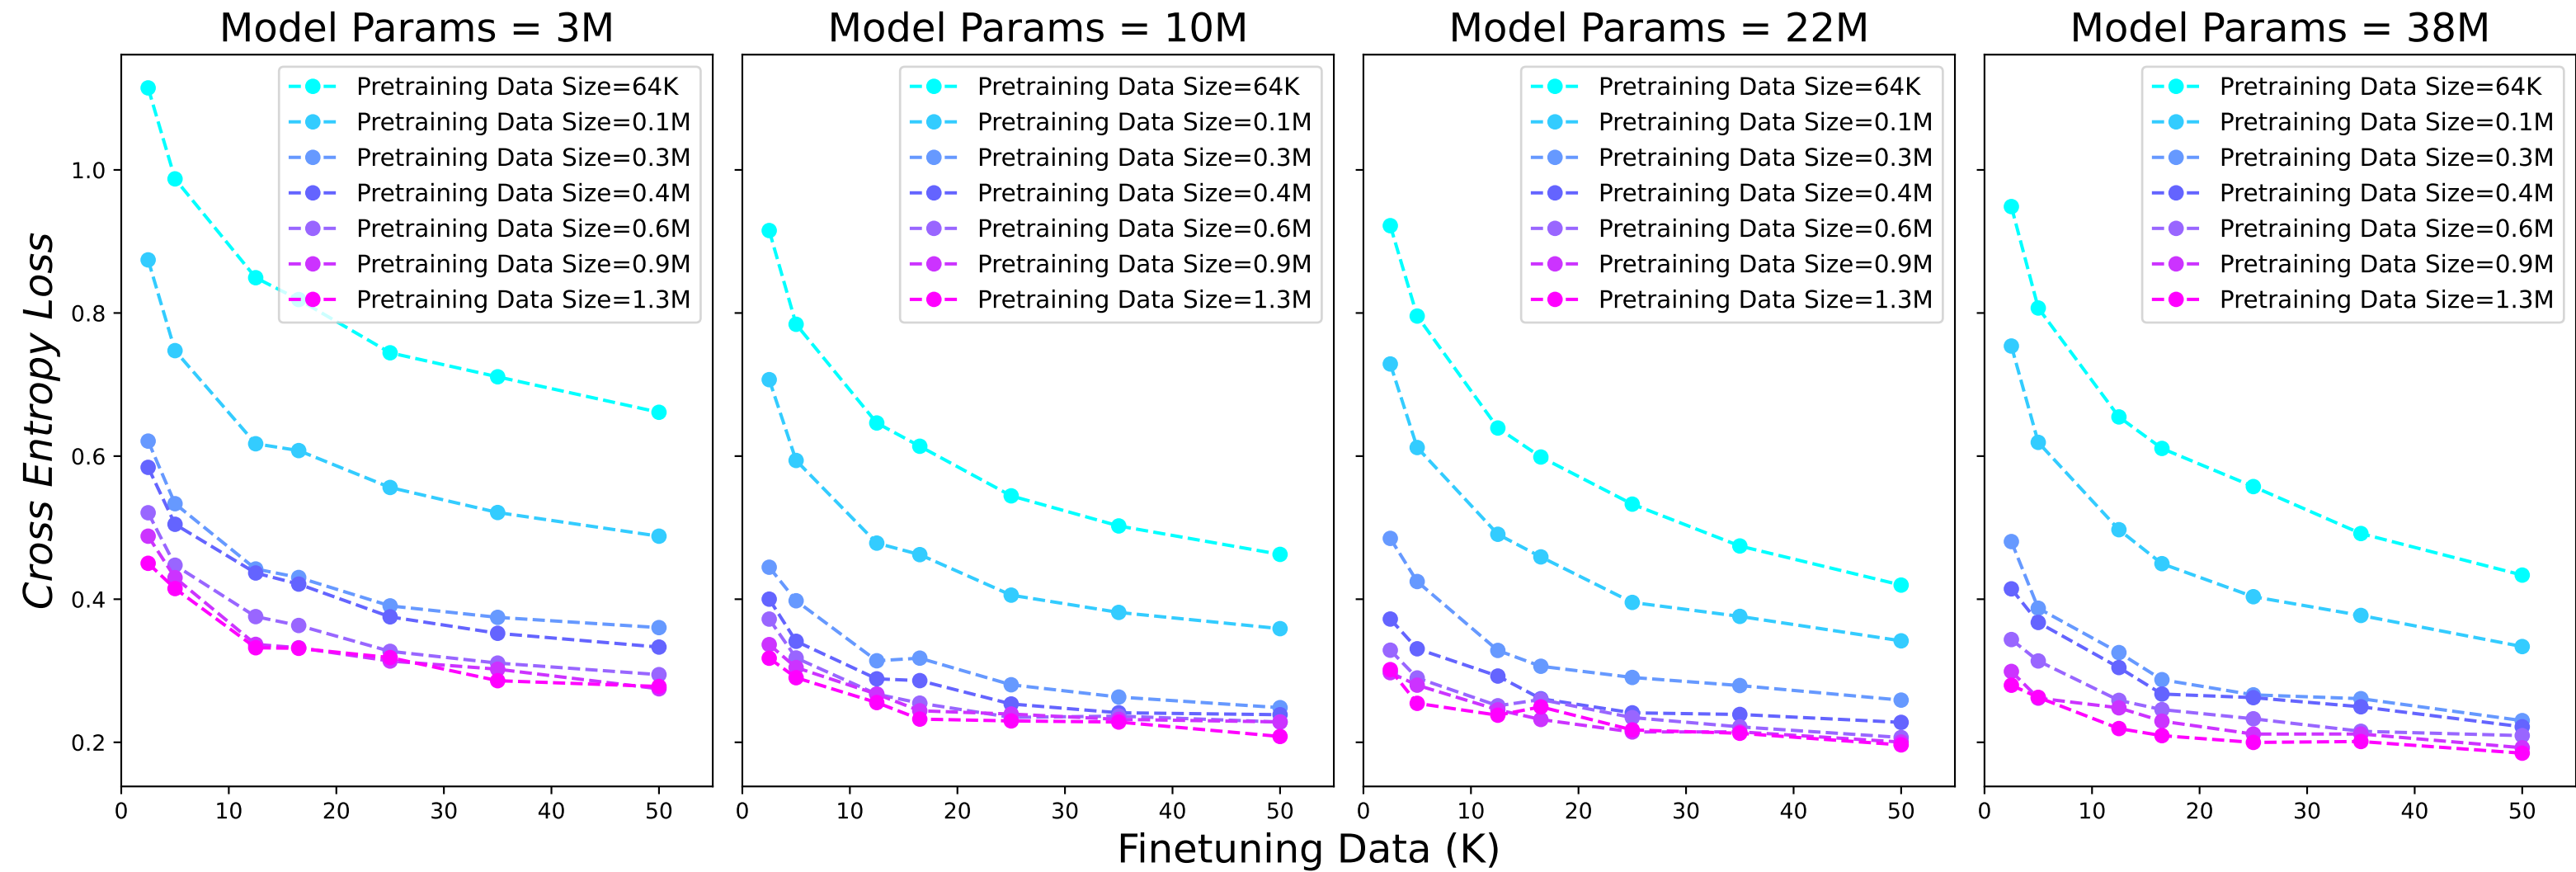 Model Params = 3M
Model Params = 10M
Model Params = 22M
Model Params = 38M
Cross Entropy Loss
1.0
0.8
0.6
0.4
0.2
Pretraining Data Size=64K
Pretraining Data Size=0.1M
Pretraining Data Size=0.3M
Pretraining Data Size=0.4M
Pretraining Data Size=0.6M
Pretraining Data Size=0.9M
Pretraining Data Size=1.3M
Pretraining Data Size=64K
Pretraining Data Size=0.1M
Pretraining Data Size=0.3M
Pretraining Data Size=0.4M
Pretraining Data Size=0.6M
Pretraining Data Size=0.9M
Pretraining Data Size=1.3M
Pretraining Data Size=64K
Pretraining Data Size=0.1M
Pretraining Data Size=0.3M
Pretraining Data Size=0.4M
Pretraining Data Size=0.6M
Pretraining Data Size=0.9M
Pretraining Data Size=1.3M
Pretraining Data Size=64K
Pretraining Data Size=0.1M
Pretraining Data Size=0.3M
Pretraining Data Size=0.4M
Pretraining Data Size=0.6M
Pretraining Data Size=0.9M
Pretraining Data Size=1.3M
0 10 20 30 40 50
0 10 20 30 40 50
0 10 20 30 40 50
0 10 20 30 40 50
Finetuning Data (K)